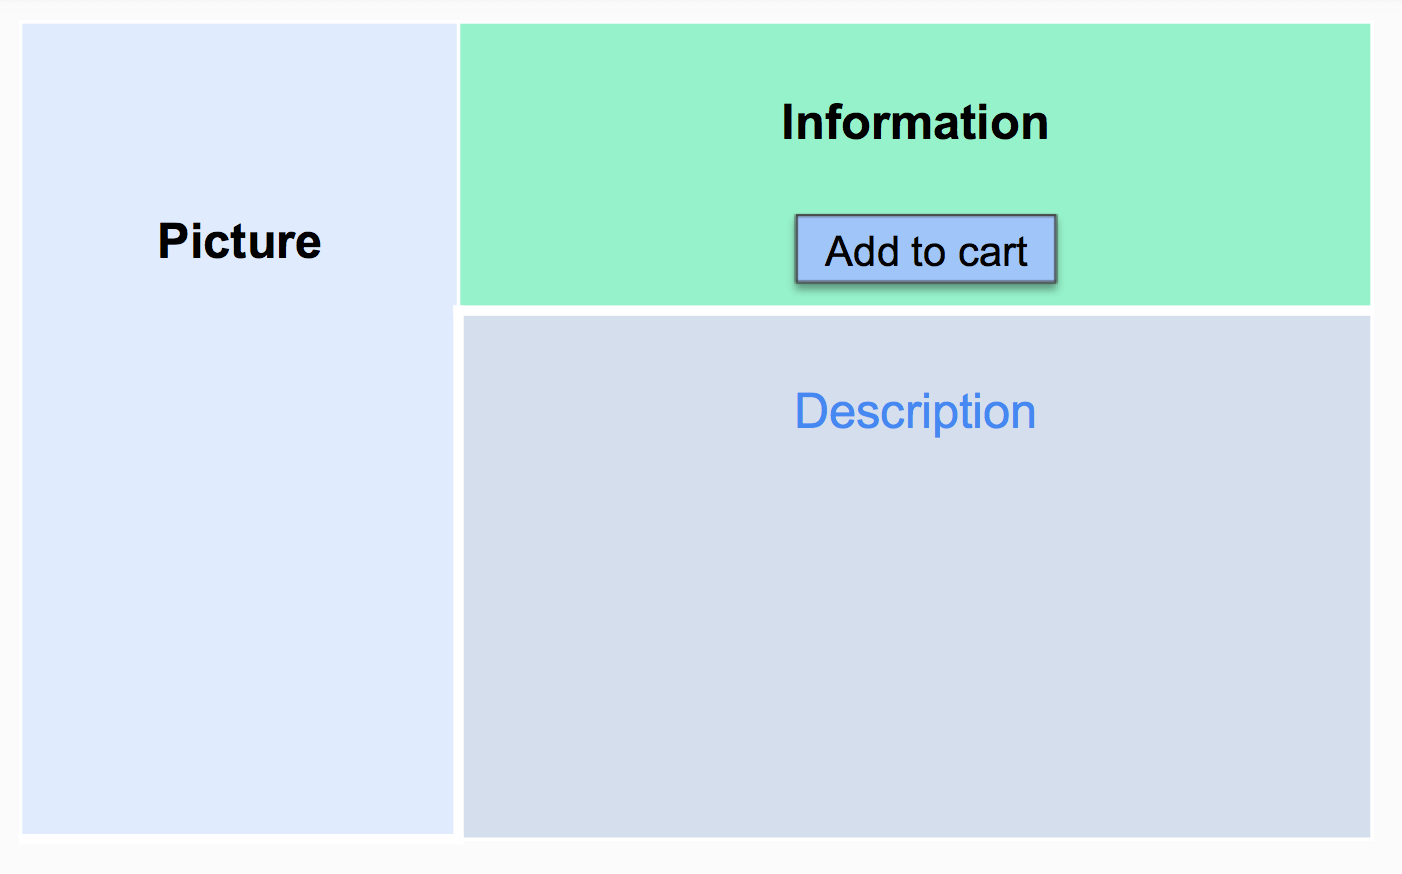 Picture
Information
Add to cart
Description